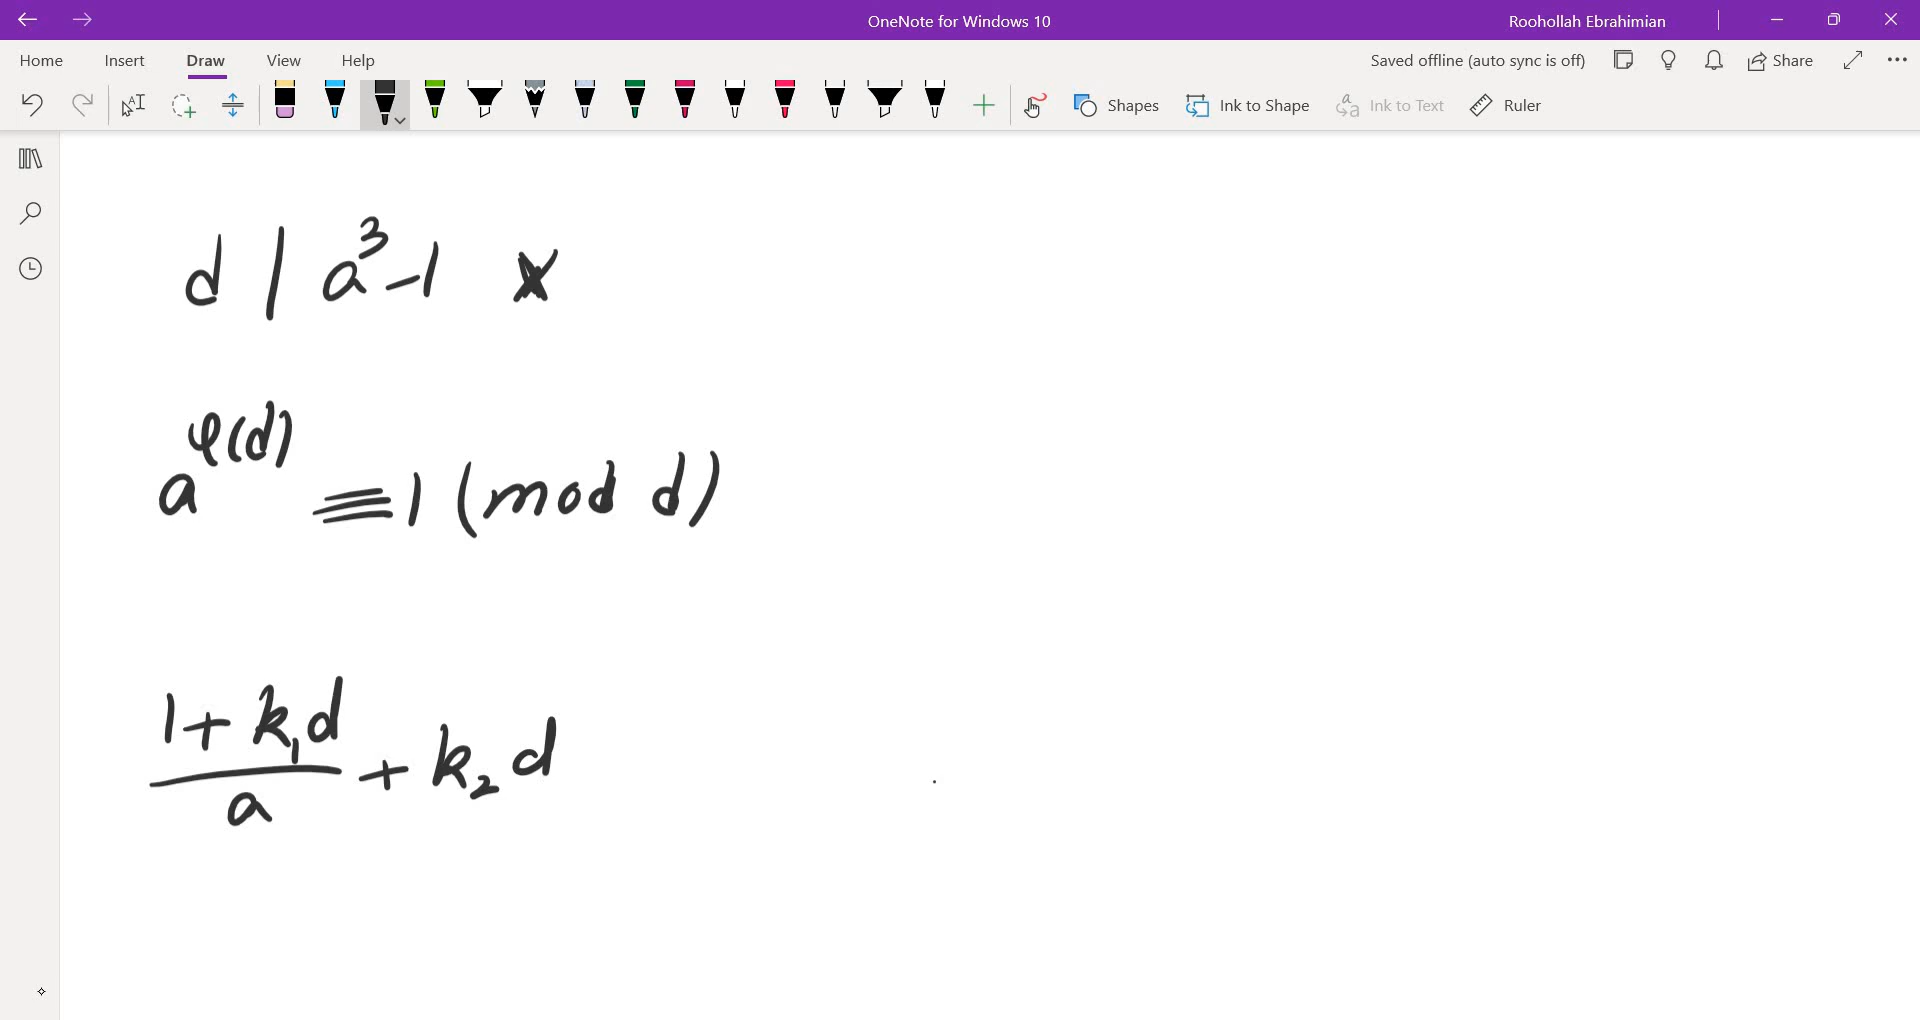 OneNote for Windows 10
Roohollah Ebrahimian
Home Insert Draw View Help
Saved offline (auto sync is off) Share
Shapes Ink to Shape Ink to Text Ruler
d | a³-1 x
a^φ(d) ≡ 1 (mod d)
(1 + k₁d)/a + k₂ d